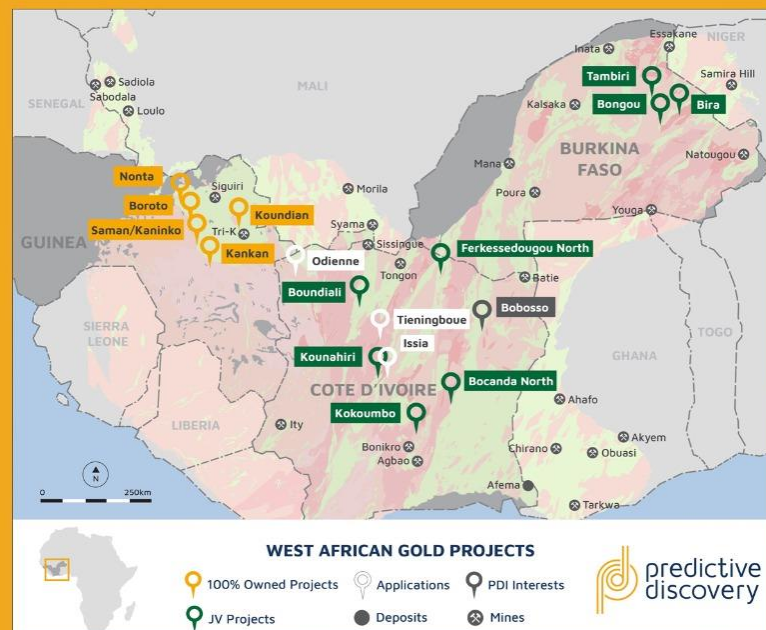 Essakane
NIGER
Inata
Tambiri
Samira Hill
Sadiola
MALI
Sabodala
SENEGAL
Loulo
Kalsaka
Bongou
Bira
BURKINA
FASO
Natougou
Mana
Nonta
Siguiri
Morila
Poura
Boroto
Koundian
Youga
Saman/Kaninko
Tri-K
Syama
GUINEA
Kankan
Sissingue
Ferkessedougou North
Odienne
Tongon
Batie
Boundiali
Bobosso
Tieningboue
SIERRA
LEONE
Issia
TOGO
Kounahiri
GHANA
COTE D'IVOIRE
Bocanda North
Ahafo
Kokoumbo
LIBERIA
Ity
Akyem
Bonikro
Chirano
Obuasi
Agbao
N
Afema
0
250km
Tarkwa
WEST AFRICAN GOLD PROJECTS
100% Owned Projects
Applications
PDI Interests
JV Projects
Deposits
Mines
predictive
discovery